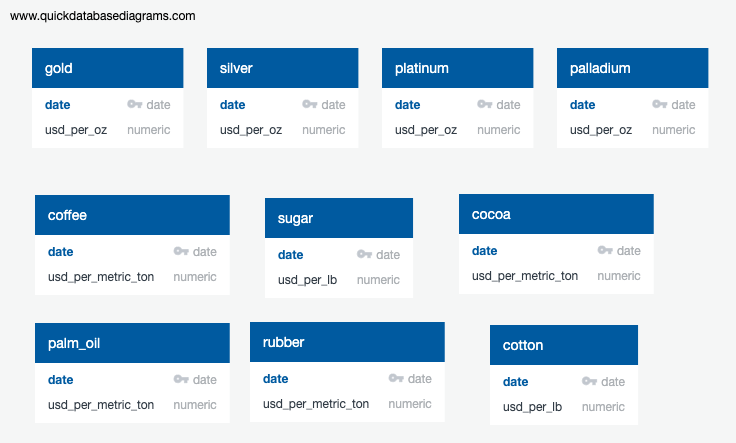 www.quickdatabasediagrams.com
gold
date date
usd_per_oz numeric
silver
date date
usd_per_oz numeric
platinum
date date
usd_per_oz numeric
palladium
date date
usd_per_oz numeric
coffee
date date
usd_per_metric_ton numeric
sugar
date date
usd_per_lb numeric
cocoa
date date
usd_per_metric_ton numeric
palm_oil
date date
usd_per_metric_ton numeric
rubber
date date
usd_per_metric_ton numeric
cotton
date date
usd_per_lb numeric